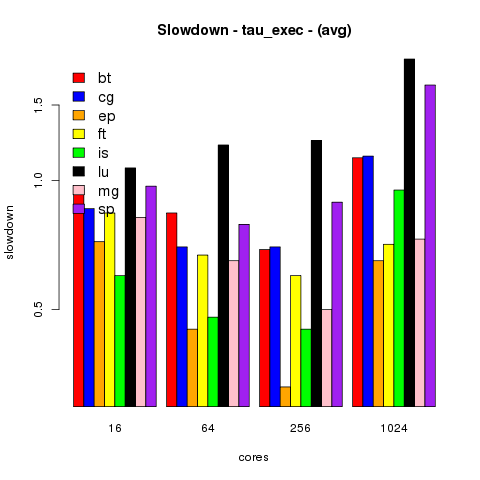 Slowdown - tau_exec - (avg)
bt
cg
ep
ft
is
lu
mg
sp
slowdown
1.5
1.0
0.5
16 64 256 1024
cores